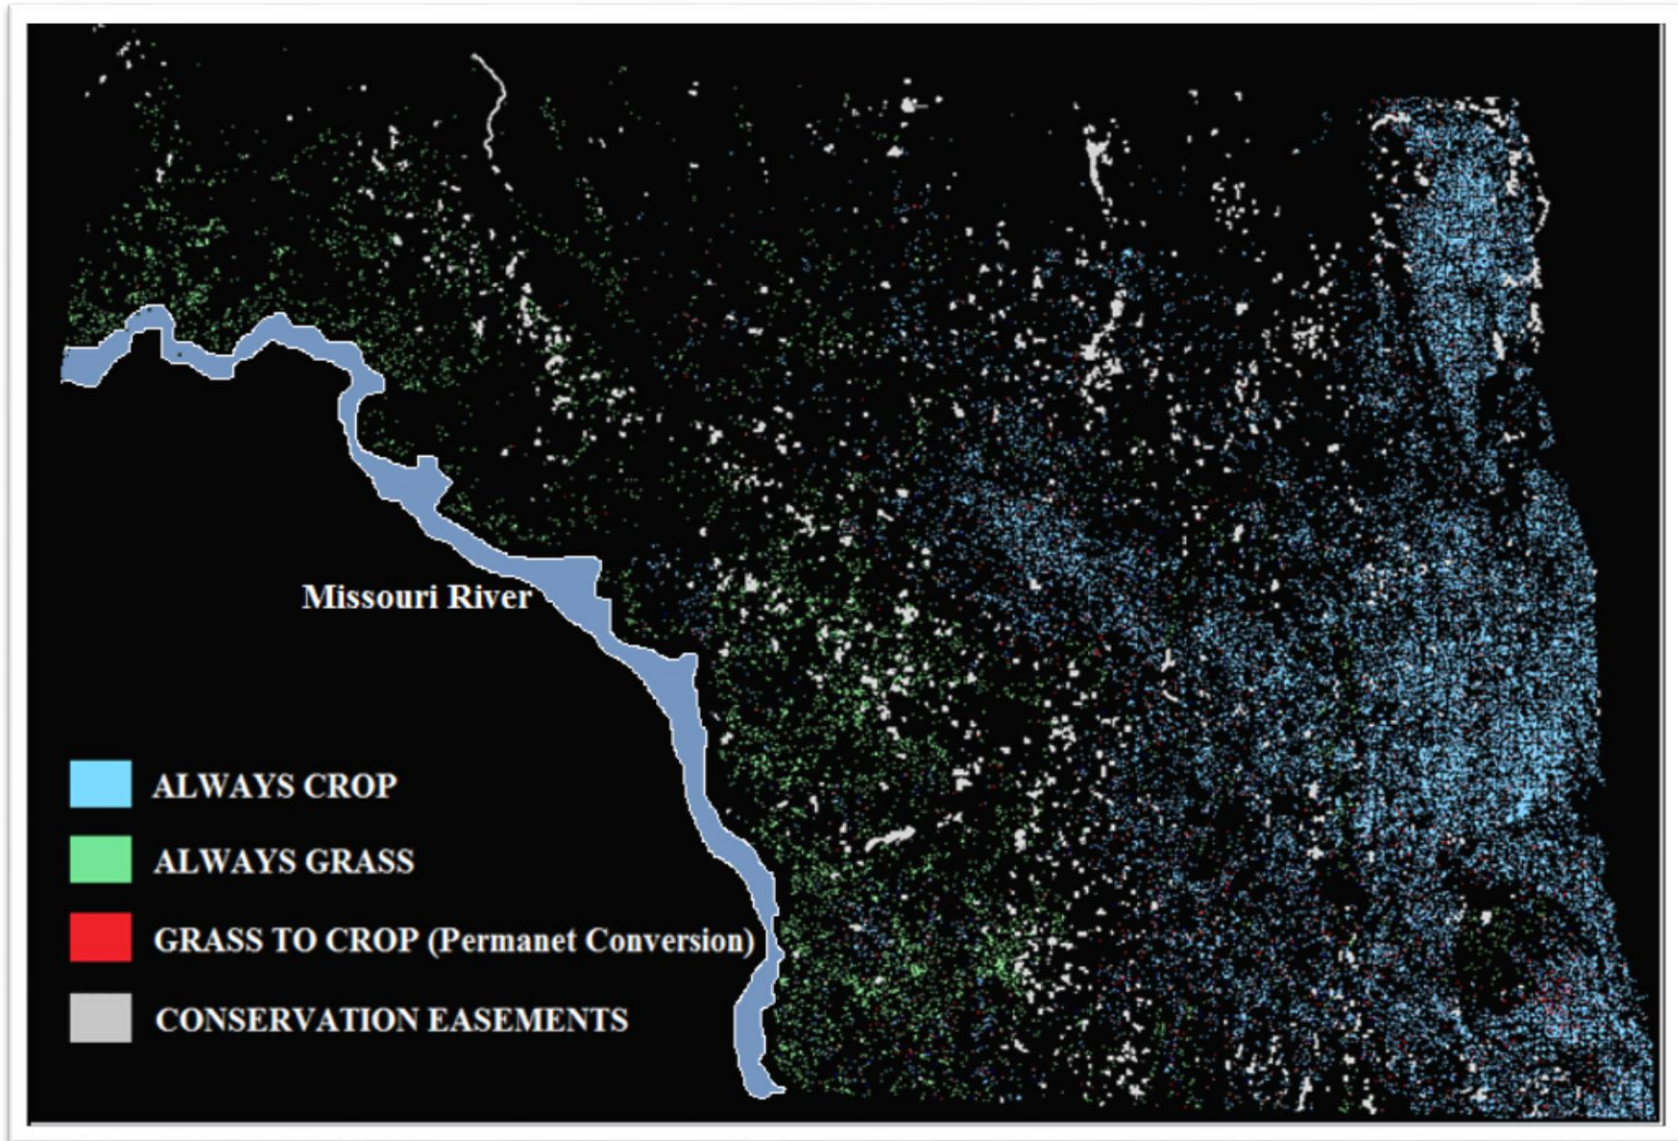 Missouri River
ALWAYS CROP
ALWAYS GRASS
GRASS TO CROP (Permanet Conversion)
CONSERVATION EASEMENTS